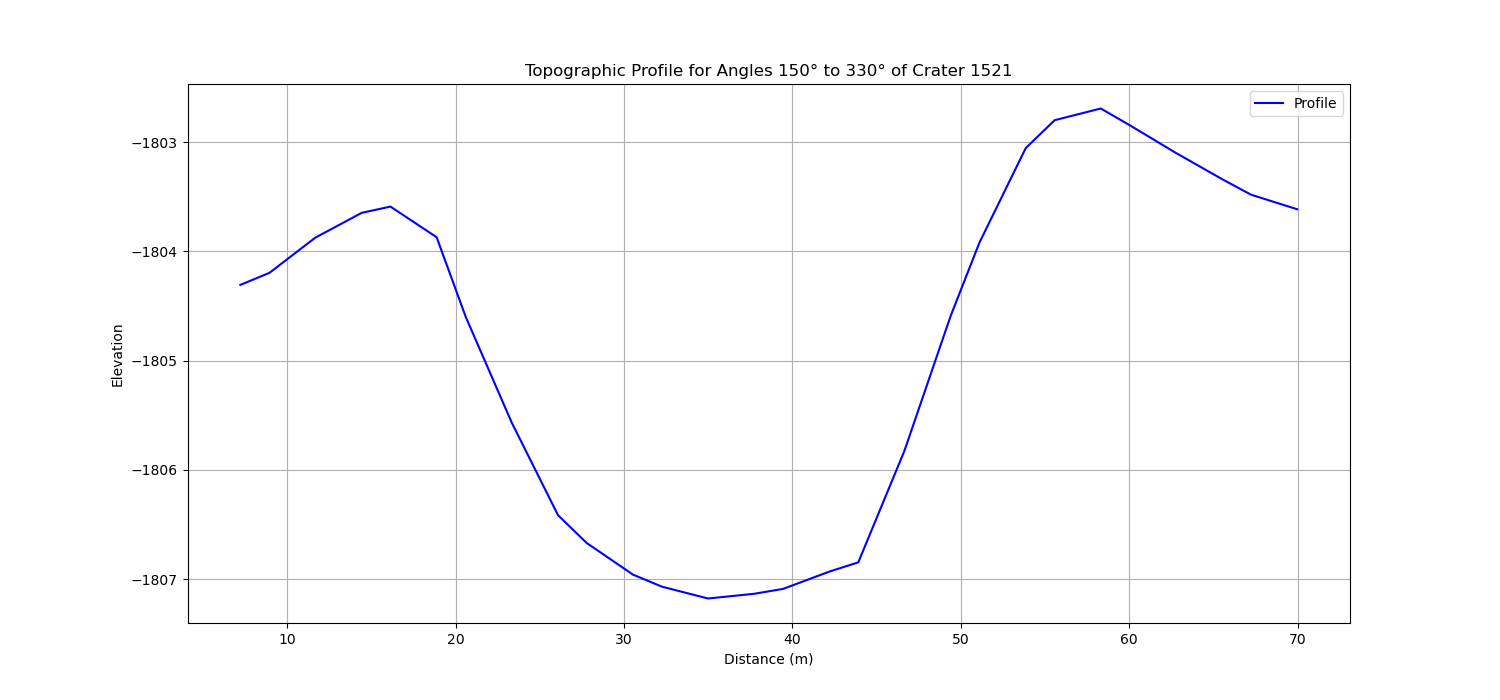 Topographic Profile for Angles 150° to 330° of Crater 1521
Profile
−1803
−1804
−1805
−1806
−1807
Elevation
10 20 30 40 50 60 70
Distance (m)